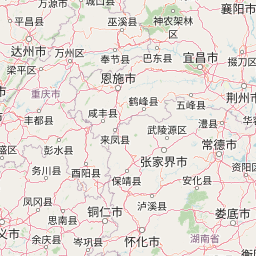 城口县
神农架林区
襄阳市
平昌县
巫溪县
达州市
万州区
奉节县
巴东县
宜昌市
掇刀区
梁平区
恩施市
重庆市
鹤峰县
五峰县
荆州市
丰都县
咸丰县
武陵源区
澧县
来凤县
彭水县
张家界市
常德市
务川县
酉阳县
保靖县
安化县
资阳区
凤冈县
铜仁市
泸溪县
思南县
娄底市
余庆县
岑巩县
怀化市
湖南省